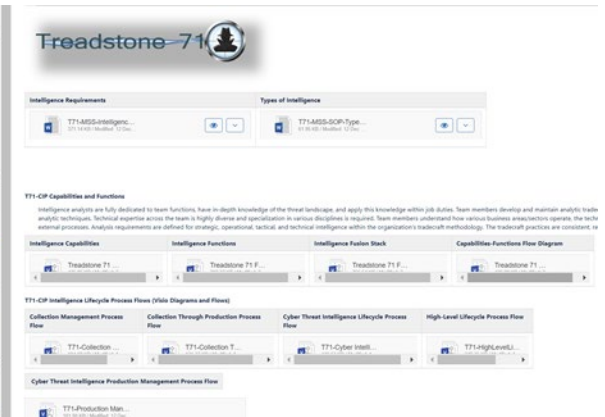 Treadstone 71
Intelligence Requirements
Types of Intelligence
T71-MSS-Intelligenc...
T71-MSS-SOP-Type...
T71-CIP Capabilities and Functions
Intelligence analysts are fully dedicated to team functions, have in-depth knowledge of the threat landscape, and apply this knowledge within job duties. Team members develop and maintain analytic trade
analytic techniques. Technical expertise across the team is highly diverse and specialization in various disciplines is required. Team members understand how various business areas/sectors operate, the techn
external processes. Analysis requirements are defined for strategic, operational, tactical, and technical intelligence within the organization's tradecraft methodology. The tradecraft practices are consistent, re
Intelligence Capabilities
Intelligence Functions
Intelligence Fusion Stack
Capabilities-Functions Flow Diagram
Treadstone 71 ...
Treadstone 71 F...
Treadstone 71 F...
Treadstone 71 ...
T71-CIP Intelligence Lifecycle Process Flows (Visio Diagrams and Flows)
Collection Management Process
Flow
Collection Through Production Process
Flow
Cyber Threat Intelligence Lifecycle Process
Flow
High-Level Lifecycle Process Flow
T71-Collection ...
T71-Collection T...
T71-Cyber Intelli...
T71-HighLevelLi...
Cyber Threat Intelligence Production Management Process Flow
T71-Production Man...